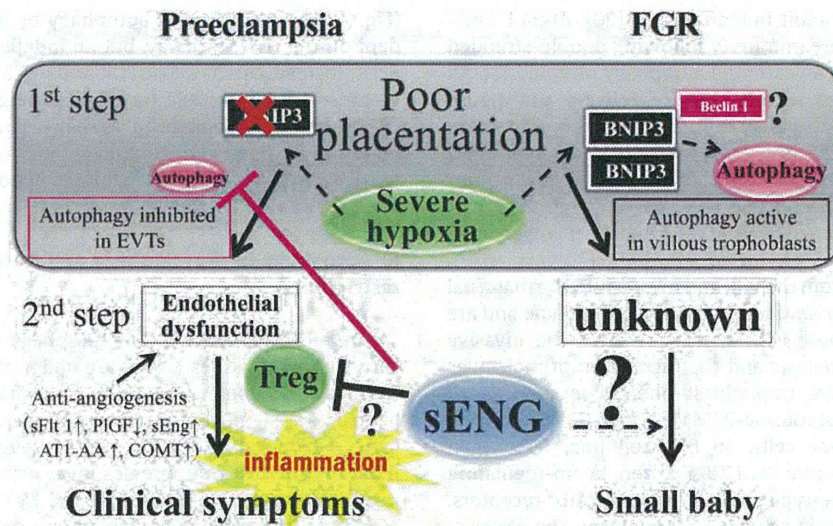 Preeclampsia FGR
1st step
BNIP3
Poor
placentation
Beclin 1 ?
BNIP3
BNIP3
Autophagy
Autophagy
Autophagy inhibited
in EVTs
Severe
hypoxia
Autophagy active
in villous trophoblasts
2nd step
Endothelial
dysfunction
unknown
Treg
Anti-angiogenesis
(sFlt 1↑, PlGF↓, sEng↑
AT1-AA ↑, COMT↑)
?
sENG
?
inflammation
Clinical symptoms
Small baby